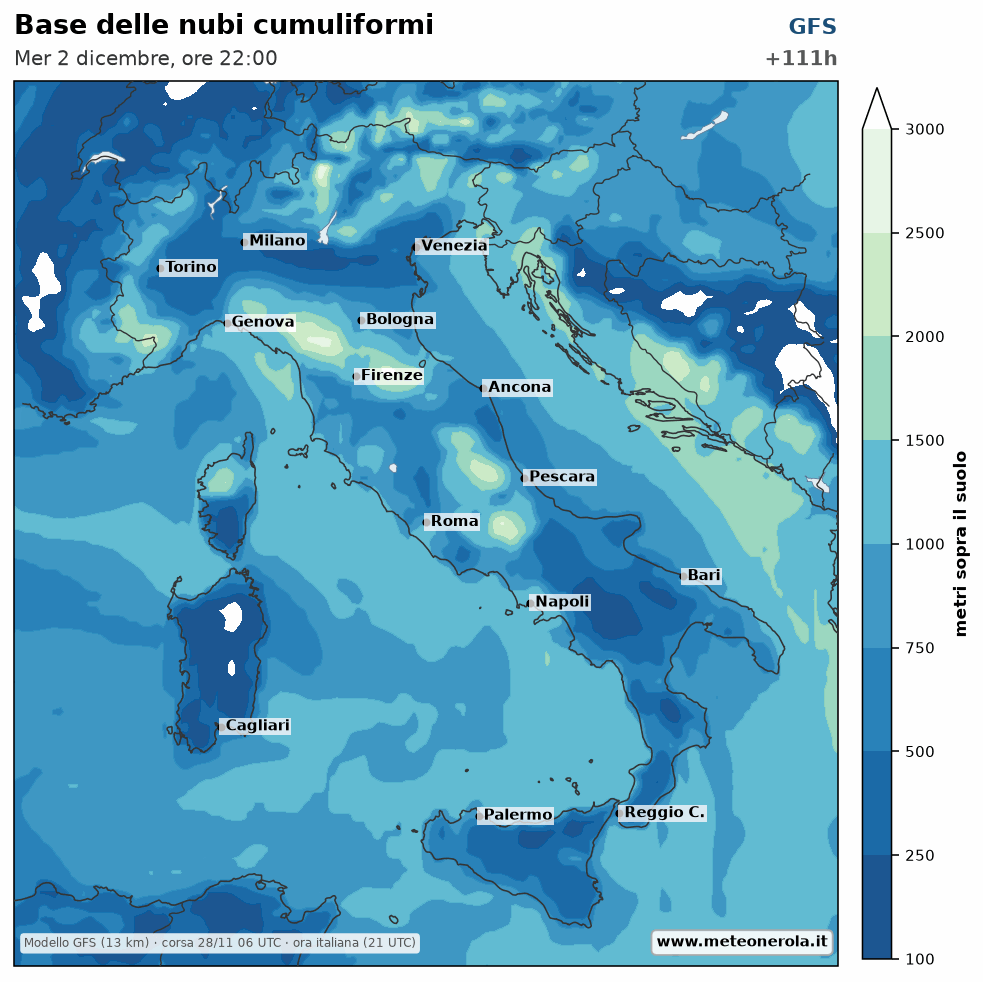 Base delle nubi cumuliformi
GFS
Mer 2 dicembre, ore 22:00
+111h
Milano
Venezia
Torino
Genova
Bologna
Firenze
Ancona
Pescara
Roma
Bari
Napoli
Cagliari
Palermo
Reggio C.
3000
2500
2000
1500
1000
750
500
250
100
metri sopra il suolo
Modello GFS (13 km) · corsa 28/11 06 UTC · ora italiana (21 UTC)
www.meteonerola.it